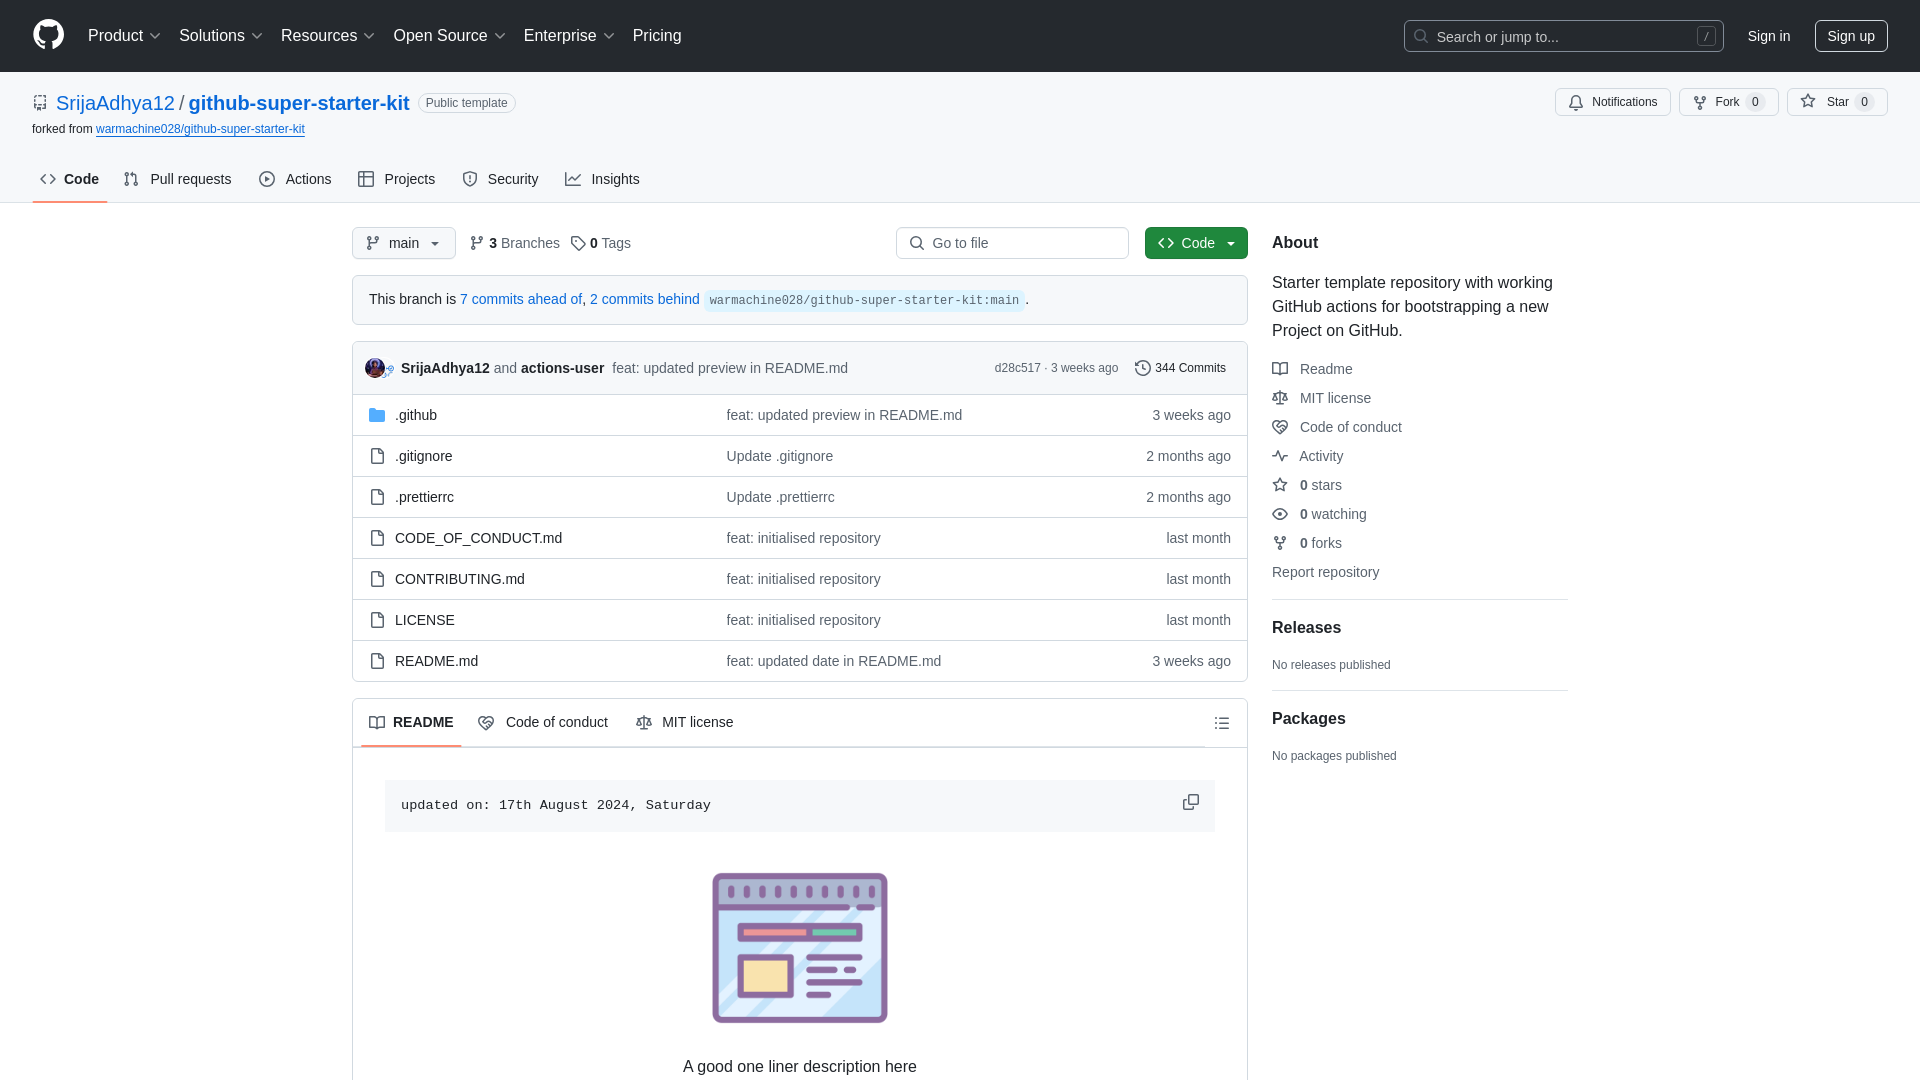 Product Solutions Resources Open Source Enterprise Pricing Search or jump to... / Sign in Sign up
SrijaAdhya12 / github-super-starter-kit Public template Notifications Fork 0 Star 0
forked from warmachine028/github-super-starter-kit
Code Pull requests Actions Projects Security Insights
main 3 Branches 0 Tags Go to file Code
This branch is 7 commits ahead of, 2 commits behind warmachine028/github-super-starter-kit:main.
SrijaAdhya12 and actions-user feat: updated preview in README.md d28c517 · 3 weeks ago 344 Commits
.github feat: updated preview in README.md 3 weeks ago
.gitignore Update .gitignore 2 months ago
.prettierrc Update .prettierrc 2 months ago
CODE_OF_CONDUCT.md feat: initialised repository last month
CONTRIBUTING.md feat: initialised repository last month
LICENSE feat: initialised repository last month
README.md feat: updated date in README.md 3 weeks ago
README Code of conduct MIT license
updated on: 17th August 2024, Saturday
A good one liner description here
About
Starter template repository with working
GitHub actions for bootstrapping a new
Project on GitHub.
Readme
MIT license
Code of conduct
Activity
0 stars
0 watching
0 forks
Report repository
Releases
No releases published
Packages
No packages published